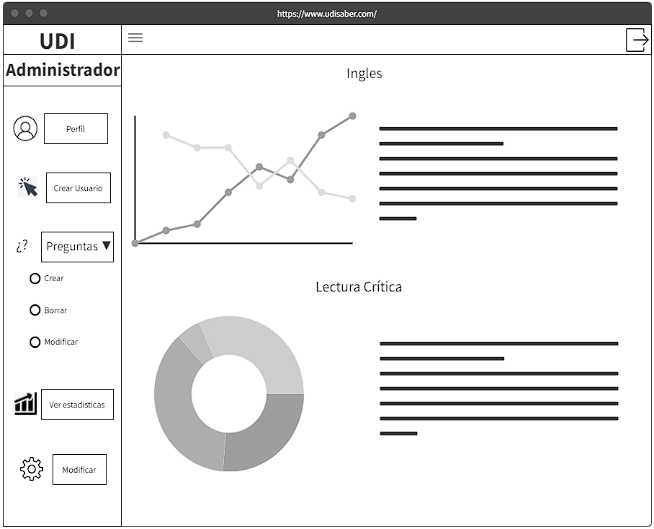 https://www.udisaber.com/
UDI
Administrador
Perfil
Crear Usuario
¿?
Preguntas ▼
Crear
Borrar
Modificar
Ver estadisticas
Modificar
Ingles
Lectura Crítica